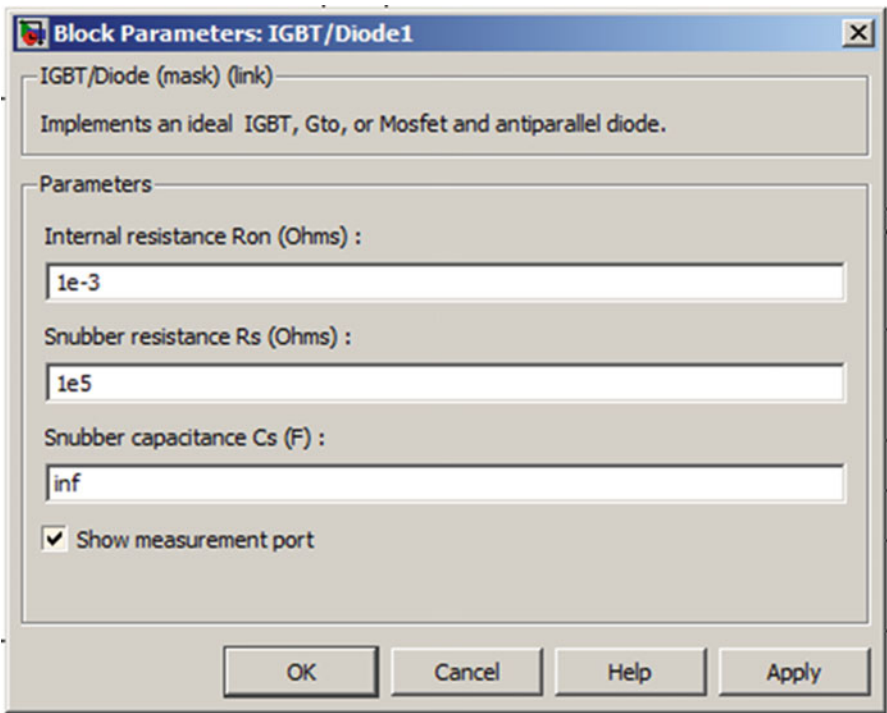 Block Parameters: IGBT/Diode1
IGBT/Diode (mask) (link)
Implements an ideal IGBT, Gto, or Mosfet and antiparallel diode.
Parameters
Internal resistance Ron (Ohms) :
1e-3
Snubber resistance Rs (Ohms) :
1e5
Snubber capacitance Cs (F) :
inf
Show measurement port
OK Cancel Help Apply